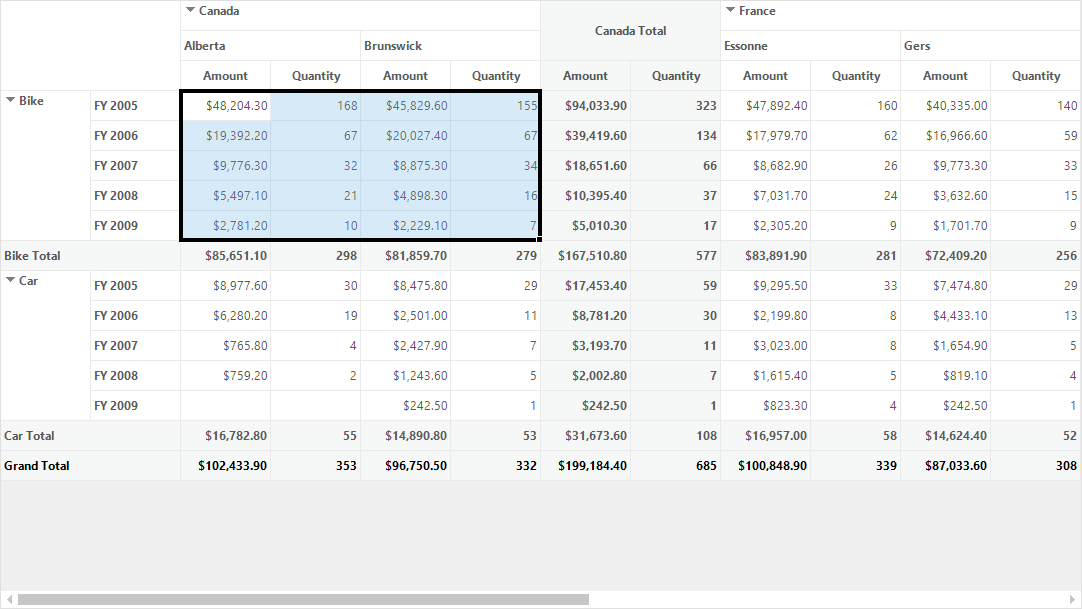 Canada France
Canada Total
Alberta Brunswick Essonne Gers
Amount Quantity Amount Quantity Amount Quantity Amount Quantity Amount Quantity
Bike FY 2005 $48,204.30 168 $45,829.60 155 $94,033.90 323 $47,892.40 160 $40,335.00 140
FY 2006 $19,392.20 67 $20,027.40 67 $39,419.60 134 $17,979.70 62 $16,966.60 59
FY 2007 $9,776.30 32 $8,875.30 34 $18,651.60 66 $8,682.90 26 $9,773.30 33
FY 2008 $5,497.10 21 $4,898.30 16 $10,395.40 37 $7,031.70 24 $3,632.60 15
FY 2009 $2,781.20 10 $2,229.10 7 $5,010.30 17 $2,305.20 9 $1,701.70 9
Bike Total $85,651.10 298 $81,859.70 279 $167,510.80 577 $83,891.90 281 $72,409.20 256
Car FY 2005 $8,977.60 30 $8,475.80 29 $17,453.40 59 $9,295.50 33 $7,474.80 29
FY 2006 $6,280.20 19 $2,501.00 11 $8,781.20 30 $2,199.80 8 $4,433.10 13
FY 2007 $765.80 4 $2,427.90 7 $3,193.70 11 $3,023.00 8 $1,654.90 5
FY 2008 $759.20 2 $1,243.60 5 $2,002.80 7 $1,615.40 5 $819.10 4
FY 2009 $242.50 1 $242.50 1 $823.30 4 $242.50 1
Car Total $16,782.80 55 $14,890.80 53 $31,673.60 108 $16,957.00 58 $14,624.40 52
Grand Total $102,433.90 353 $96,750.50 332 $199,184.40 685 $100,848.90 339 $87,033.60 308